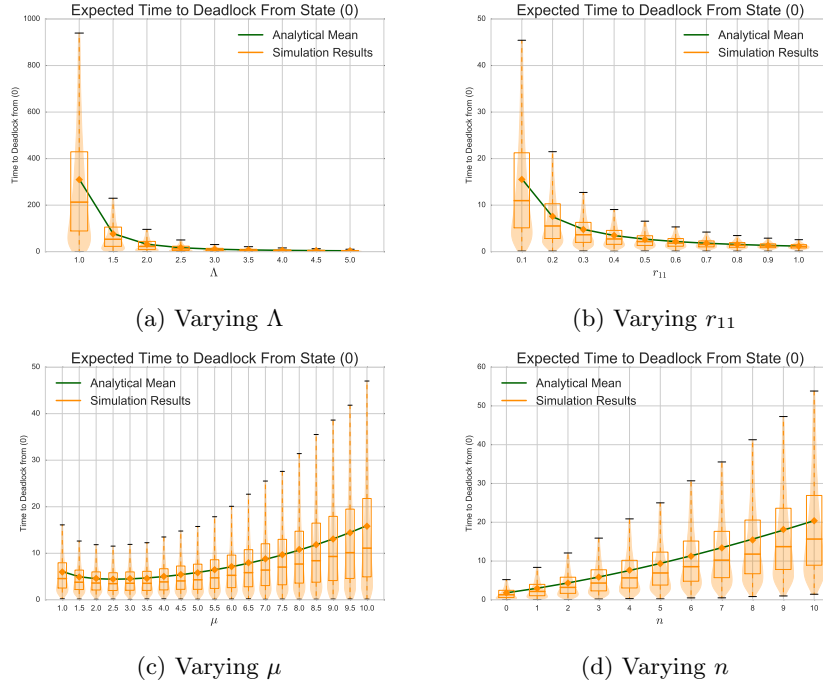 Expected Time to Deadlock From State (0)
1000
800
600
400
200
0
Time to Deadlock from (0)
Analytical Mean
Simulation Results
1.0 1.5 2.0 2.5 3.0 3.5 4.0 4.5 5.0
Λ
(a) Varying Λ
Expected Time to Deadlock From State (0)
50
40
30
20
10
0
Time to Deadlock from (0)
Analytical Mean
Simulation Results
0.1 0.2 0.3 0.4 0.5 0.6 0.7 0.8 0.9 1.0
r₁₁
(b) Varying r₁₁
Expected Time to Deadlock From State (0)
50
40
30
20
10
0
Time to Deadlock from (0)
Analytical Mean
Simulation Results
1.0 1.5 2.0 2.5 3.0 3.5 4.0 4.5 5.0 5.5 6.0 6.5 7.0 7.5 8.0 8.5 9.0 9.5 10.0
μ
(c) Varying μ
Expected Time to Deadlock From State (0)
60
50
40
30
20
10
0
Time to Deadlock from (0)
Analytical Mean
Simulation Results
0 1 2 3 4 5 6 7 8 9 10
n
(d) Varying n